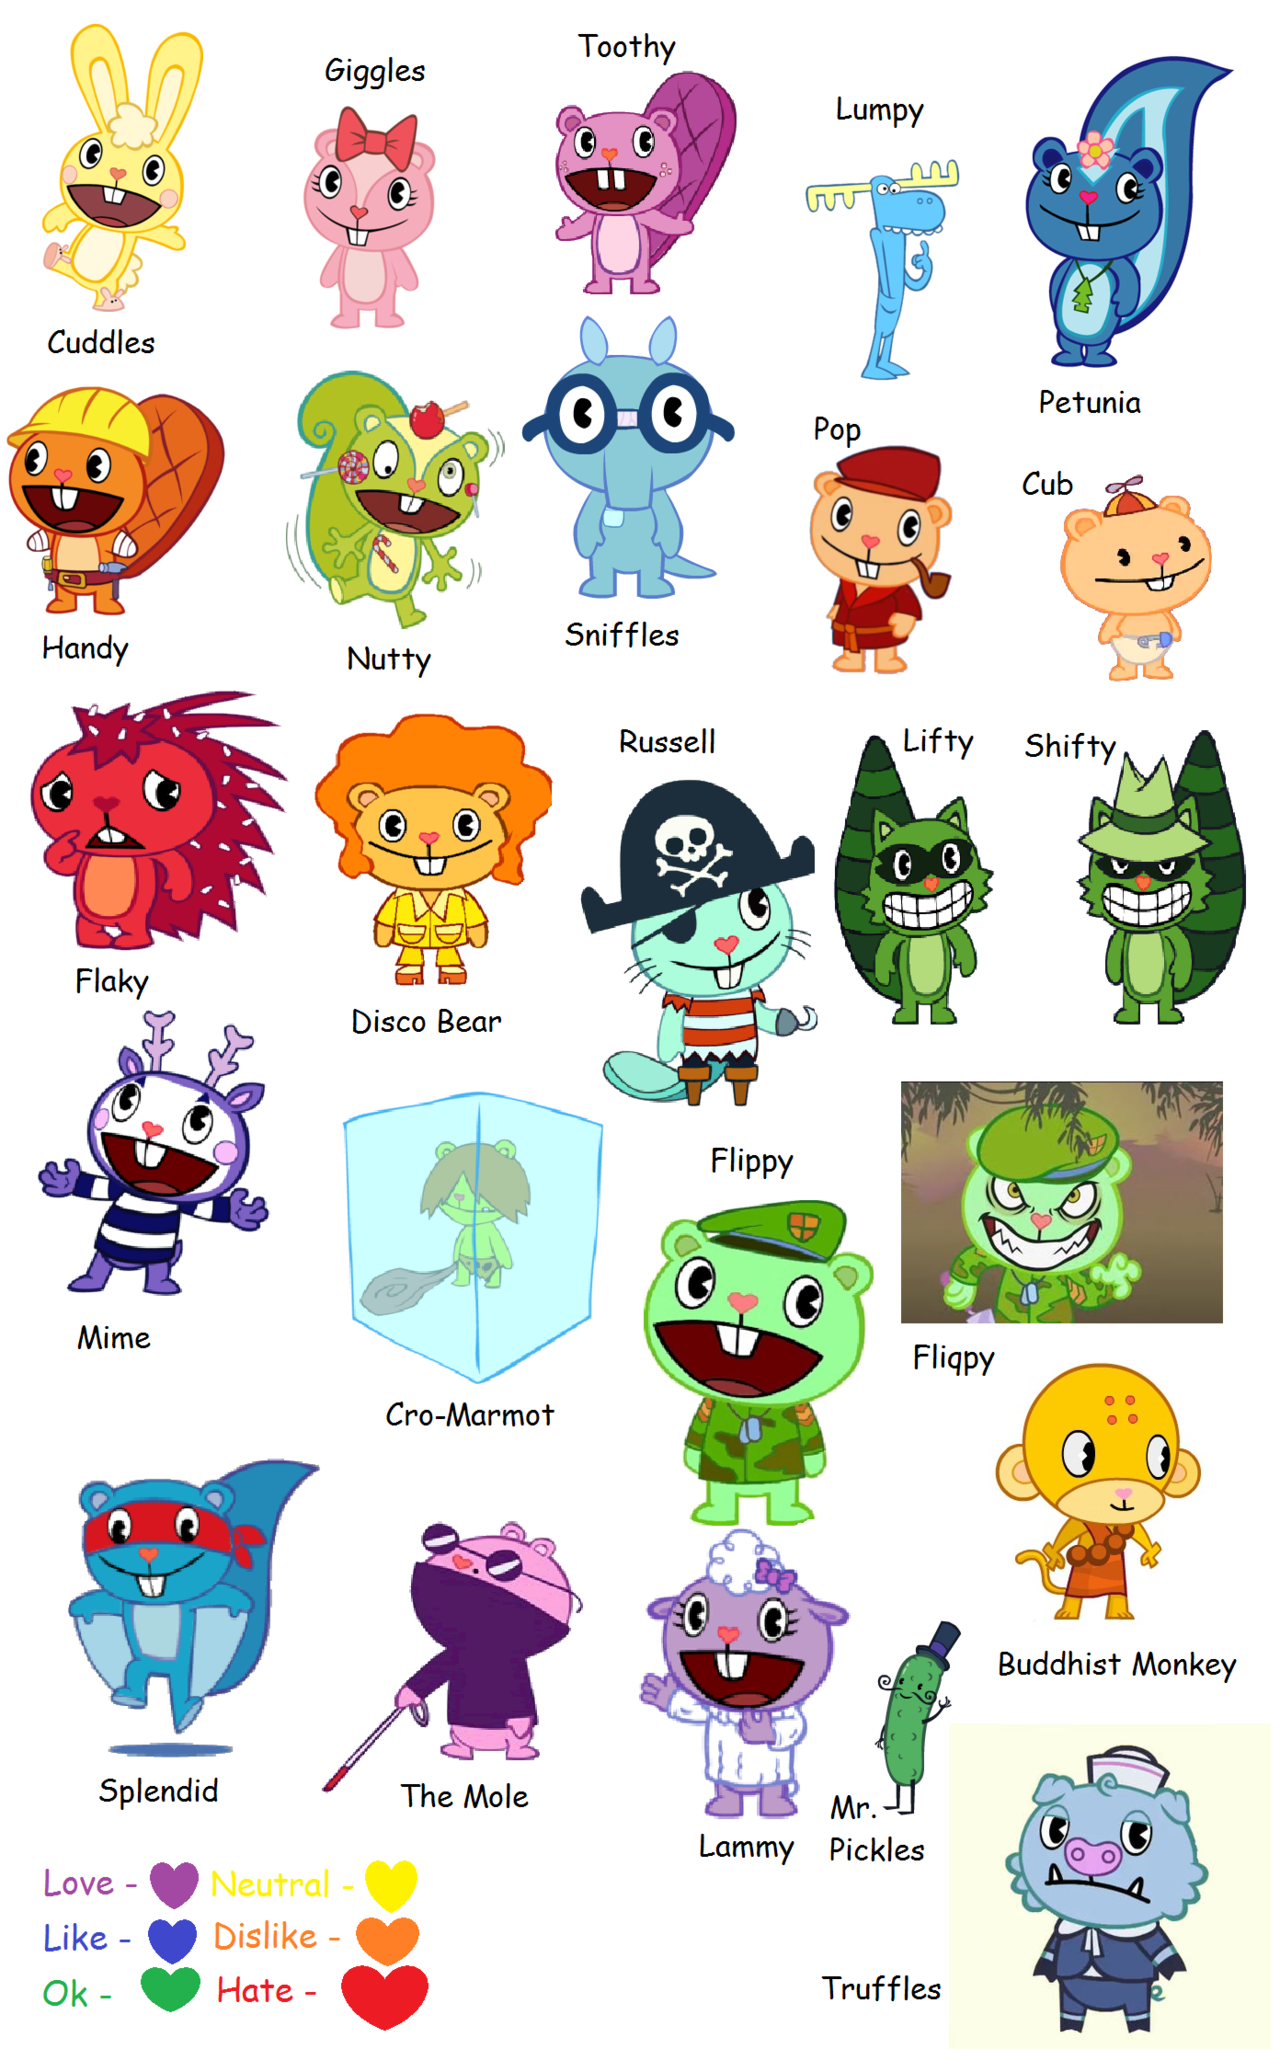 Toothy
Giggles
Lumpy
Cuddles
Petunia
Pop
Cub
Handy
Nutty
Sniffles
Russell
Lifty
Shifty
Flaky
Disco Bear
Flippy
Mime
Fliqpy
Cro-Marmot
Buddhist Monkey
Splendid
The Mole
Mr.
Pickles
Lammy
Love - Neutral -
Like - Dislike -
Ok - Hate -
Truffles